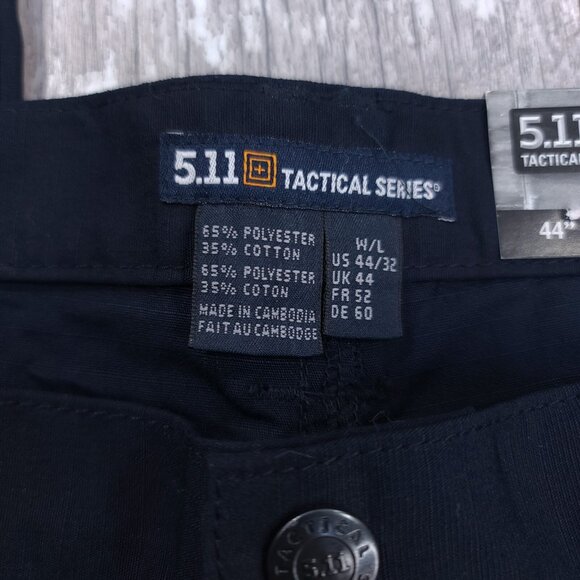 5.11 TACTICAL SERIES®
65% POLYESTER
35% COTTON
65% POLYESTER
35% COTON
MADE IN CAMBODIA
FAIT AU CAMBODGE
W/L
US 44/32
UK 44
FR 52
DE 60
5.11
TACTICAL
44"
TACTICAL
5.11